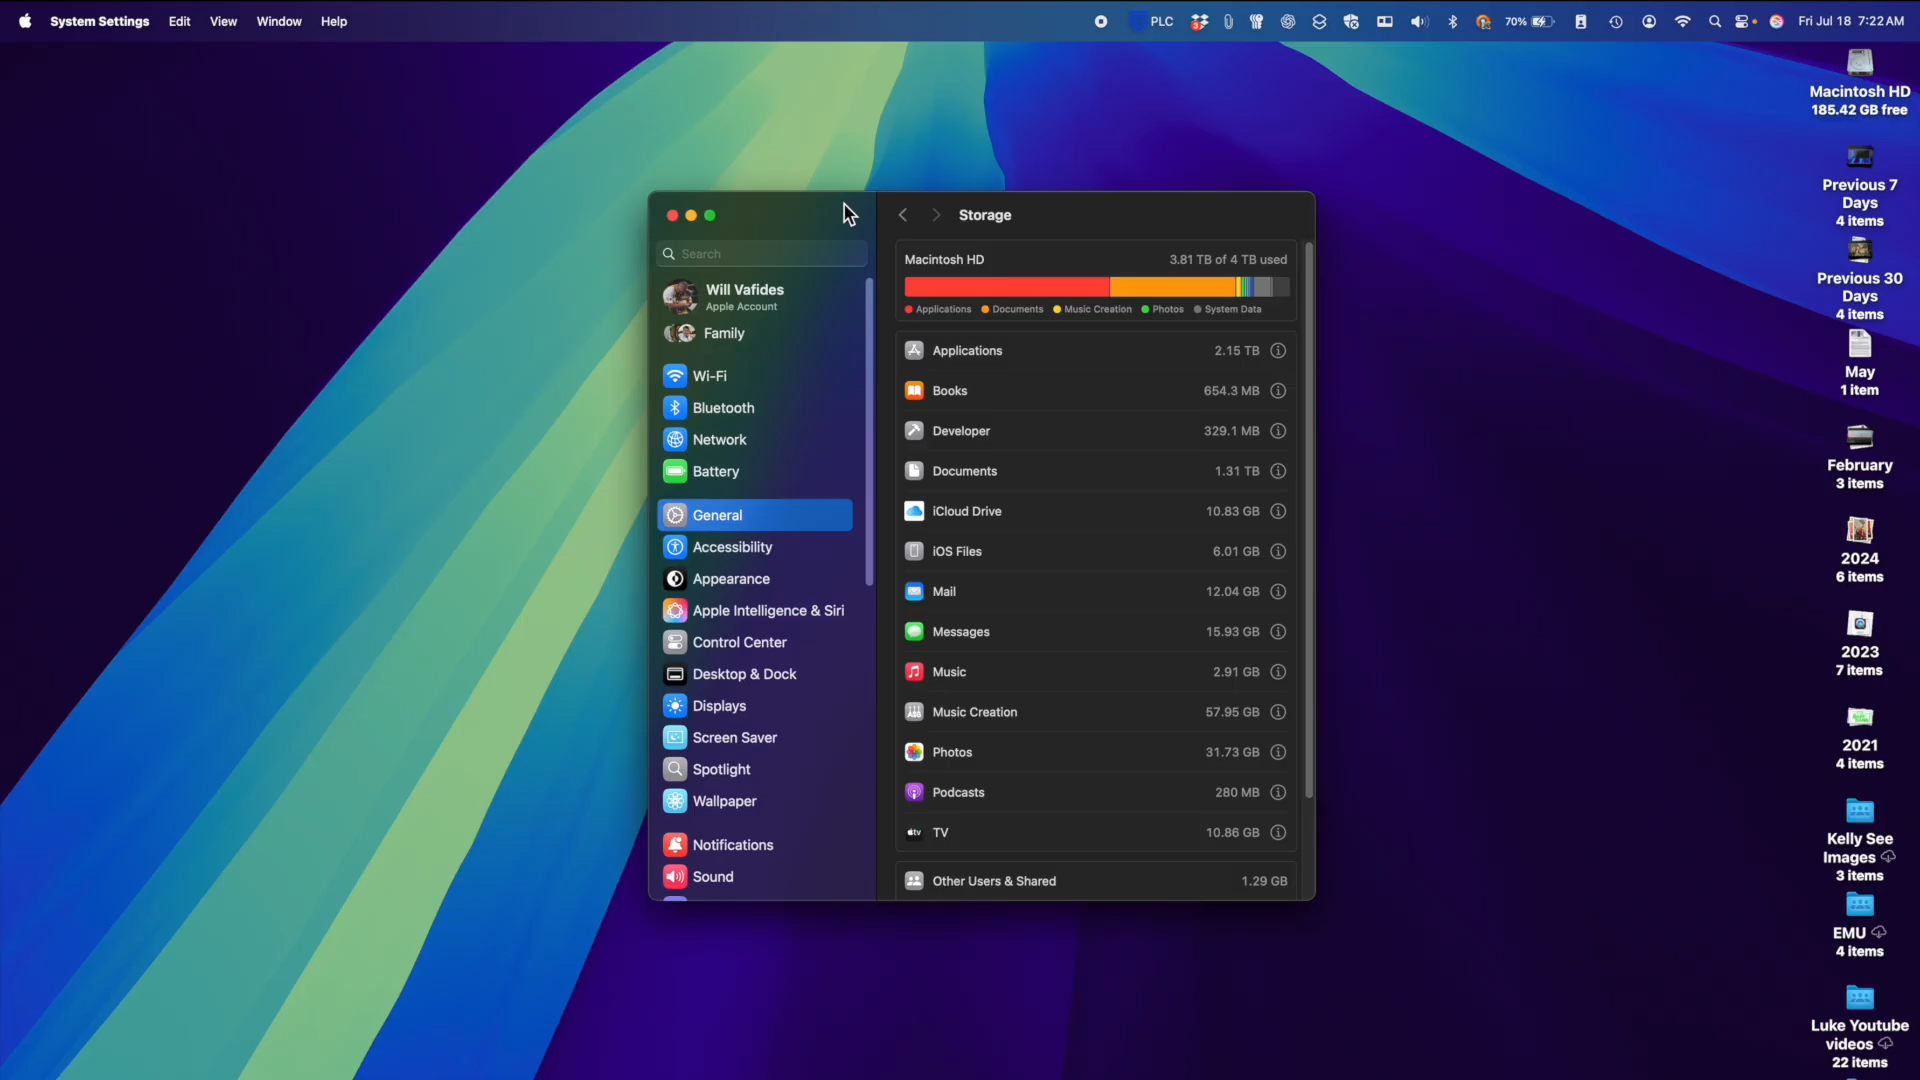 System Settings Edit View Window Help
PLC 3 70% Fri Jul 18 7:22 AM
Macintosh HD
185.42 GB free
Previous 7
Days
4 items
Previous 30
Days
4 items
May
1 item
February
3 items
2024
6 items
2023
7 items
2021
4 items
Kelly See
Images
3 items
EMU
4 items
Luke Youtube
videos
22 items
Search
Will Vafides
Apple Account
Family
Wi-Fi
Bluetooth
Network
Battery
General
Accessibility
Appearance
Apple Intelligence & Siri
Control Center
Desktop & Dock
Displays
Screen Saver
Spotlight
Wallpaper
Notifications
Sound
Storage
Macintosh HD 3.81 TB of 4 TB used
Applications Documents Music Creation Photos System Data
Applications 2.15 TB
Books 654.3 MB
Developer 329.1 MB
Documents 1.31 TB
iCloud Drive 10.83 GB
iOS Files 6.01 GB
Mail 12.04 GB
Messages 15.93 GB
Music 2.91 GB
Music Creation 57.95 GB
Photos 31.73 GB
Podcasts 280 MB
tv TV 10.86 GB
Other Users & Shared 1.29 GB